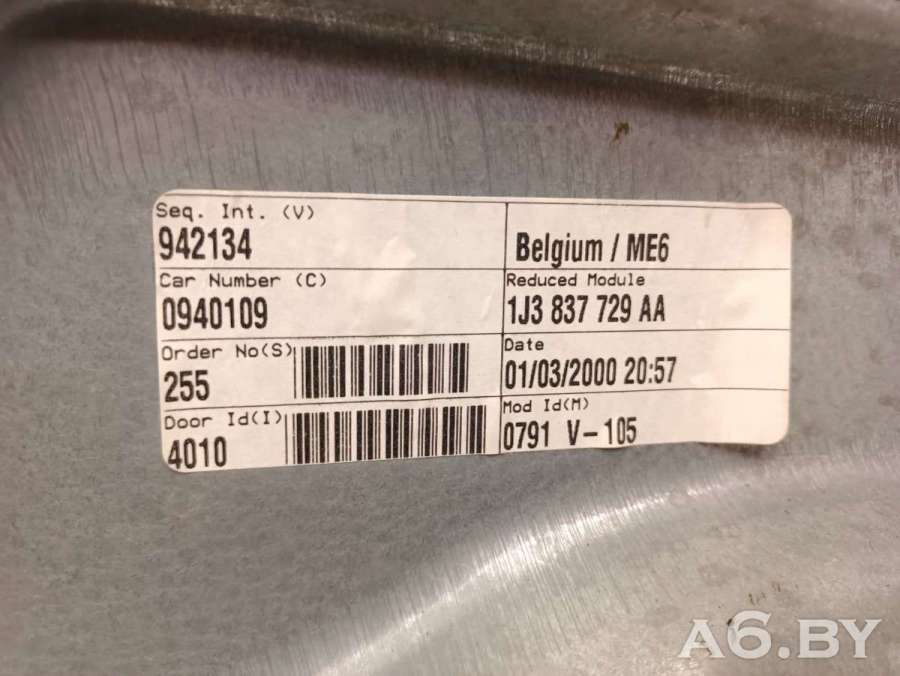 Seq. Int. (V)
942134
Belgium / ME6
Car Number (C)
0940109
Reduced Module
1J3 837 729 AA
Order No(S)
255
Date
01/03/2000 20:57
Door Id(I)
4010
Mod Id(M)
0791 V-105
A6.BY